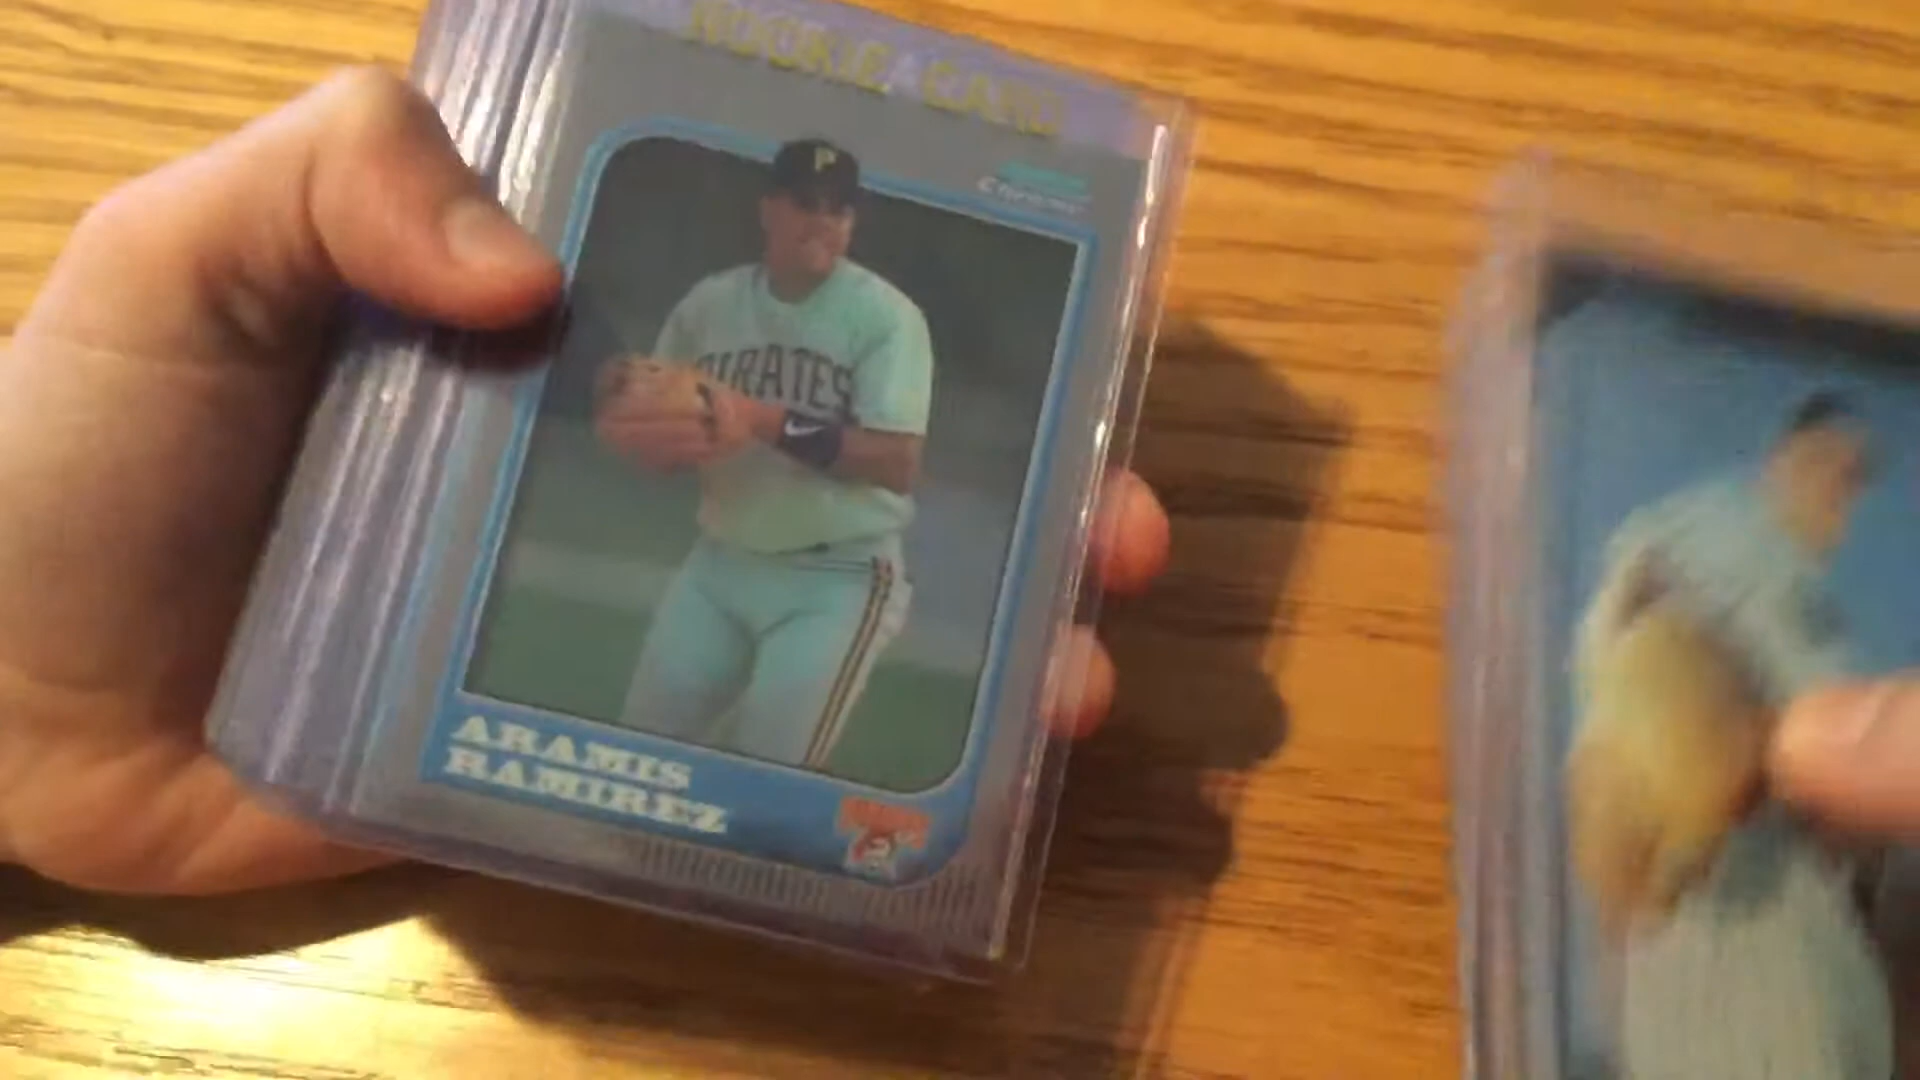 ROOKIE CARD
Chrome
P
PIRATES
ARAMIS
RAMIREZ